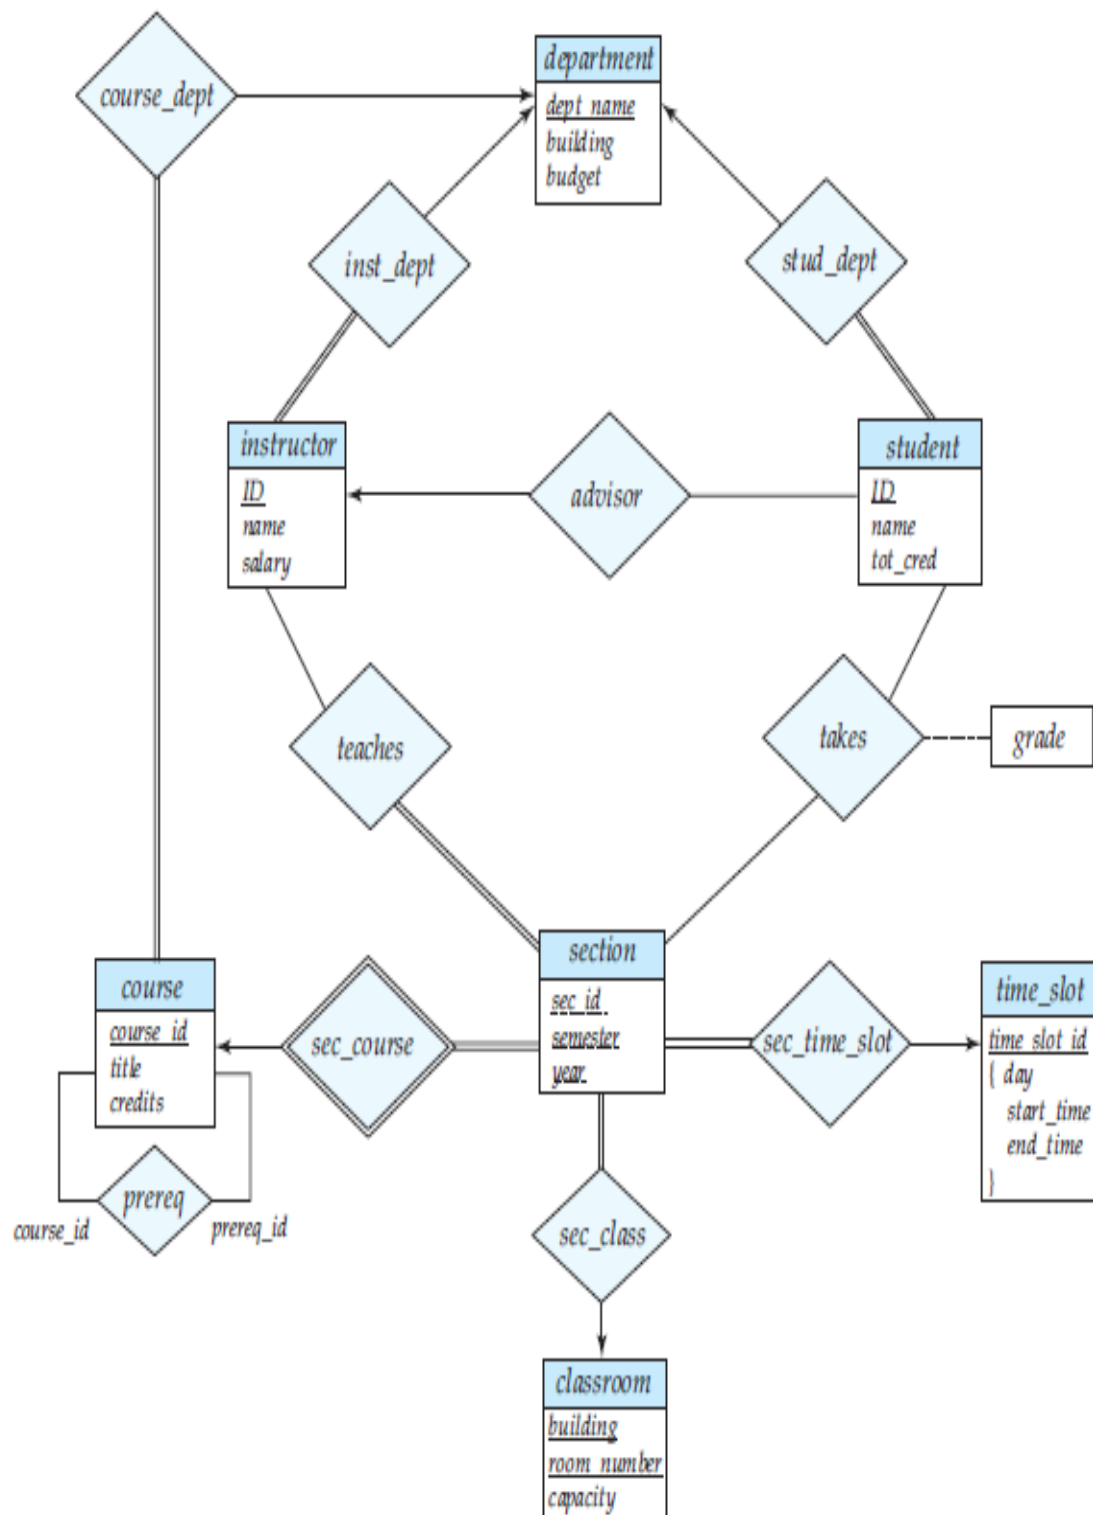 course_dept
department
dept_name
building
budget
inst_dept
stud_dept
instructor
ID
name
salary
advisor
student
ID
name
tot_cred
teaches
takes
grade
course
course_id
title
credits
sec_course
section
sec_id
semester
year
sec_time_slot
time_slot
time_slot_id
{ day
start_time
end_time
}
prereq
course_id
prereq_id
sec_class
classroom
building
room_number
capacity